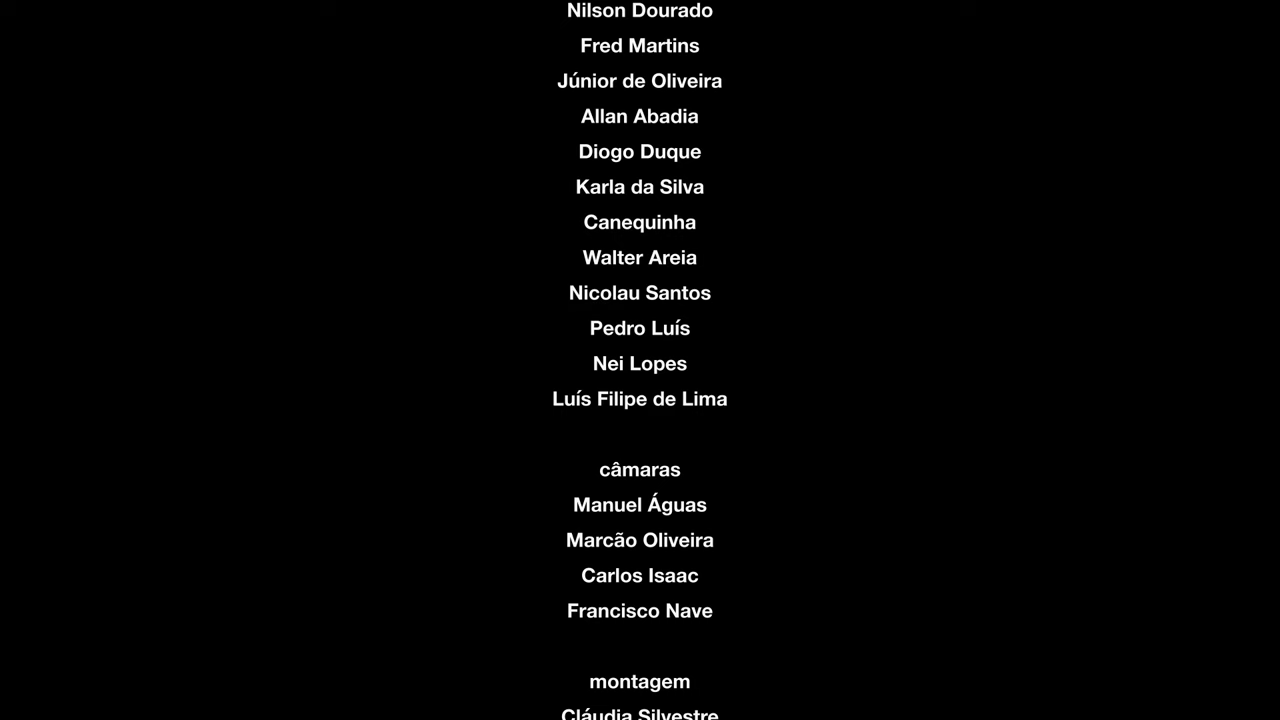 Nilson Dourado
Fred Martins
Júnior de Oliveira
Allan Abadia
Diogo Duque
Karla da Silva
Canequinha
Walter Areia
Nicolau Santos
Pedro Luís
Nei Lopes
Luís Filipe de Lima
câmaras
Manuel Águas
Marcão Oliveira
Carlos Isaac
Francisco Nave
montagem
Cláudia Silvestre